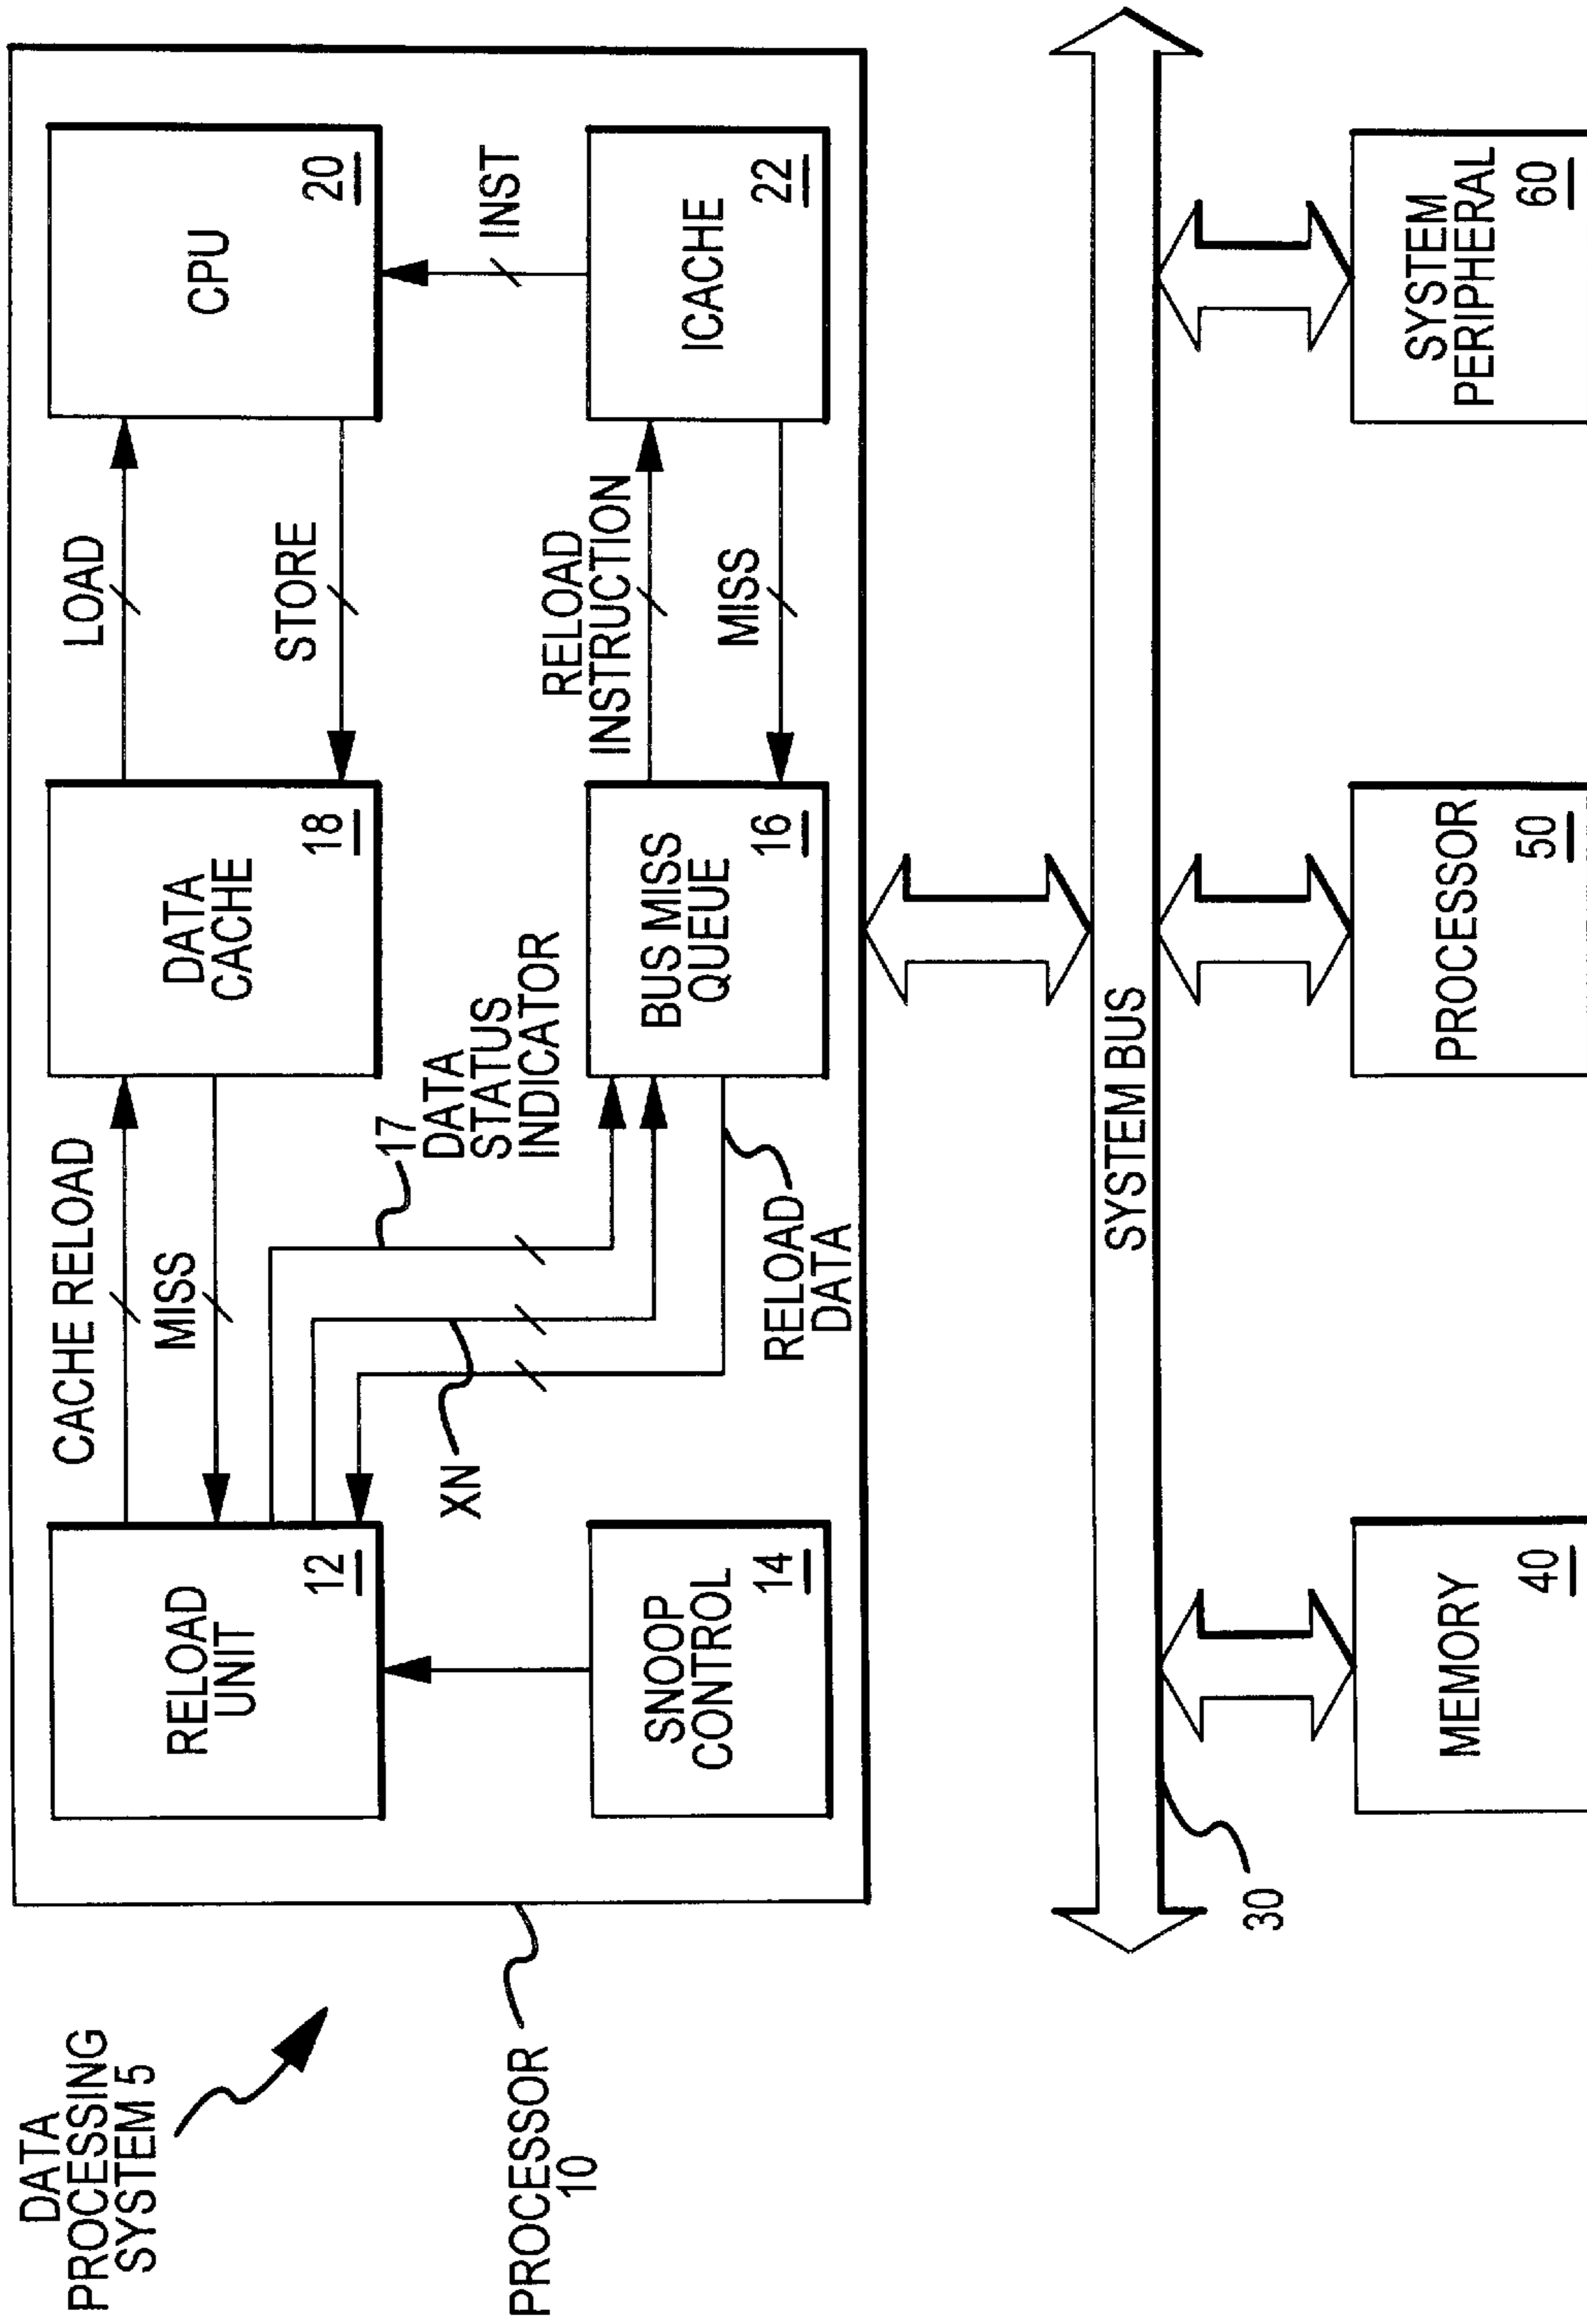 DATA
PROCESSING
SYSTEM 5
PROCESSOR
10
RELOAD
UNIT
12
CACHE RELOAD
MISS
DATA
CACHE
18
LOAD
STORE
CPU
20
17
DATA
STATUS
INDICATOR
XN
INST
SNOOP
CONTROL
14
RELOAD
DATA
BUS MISS
QUEUE
16
RELOAD
INSTRUCTION
MISS
ICACHE
22
SYSTEM BUS
30
MEMORY
40
PROCESSOR
50
SYSTEM
PERIPHERAL
60